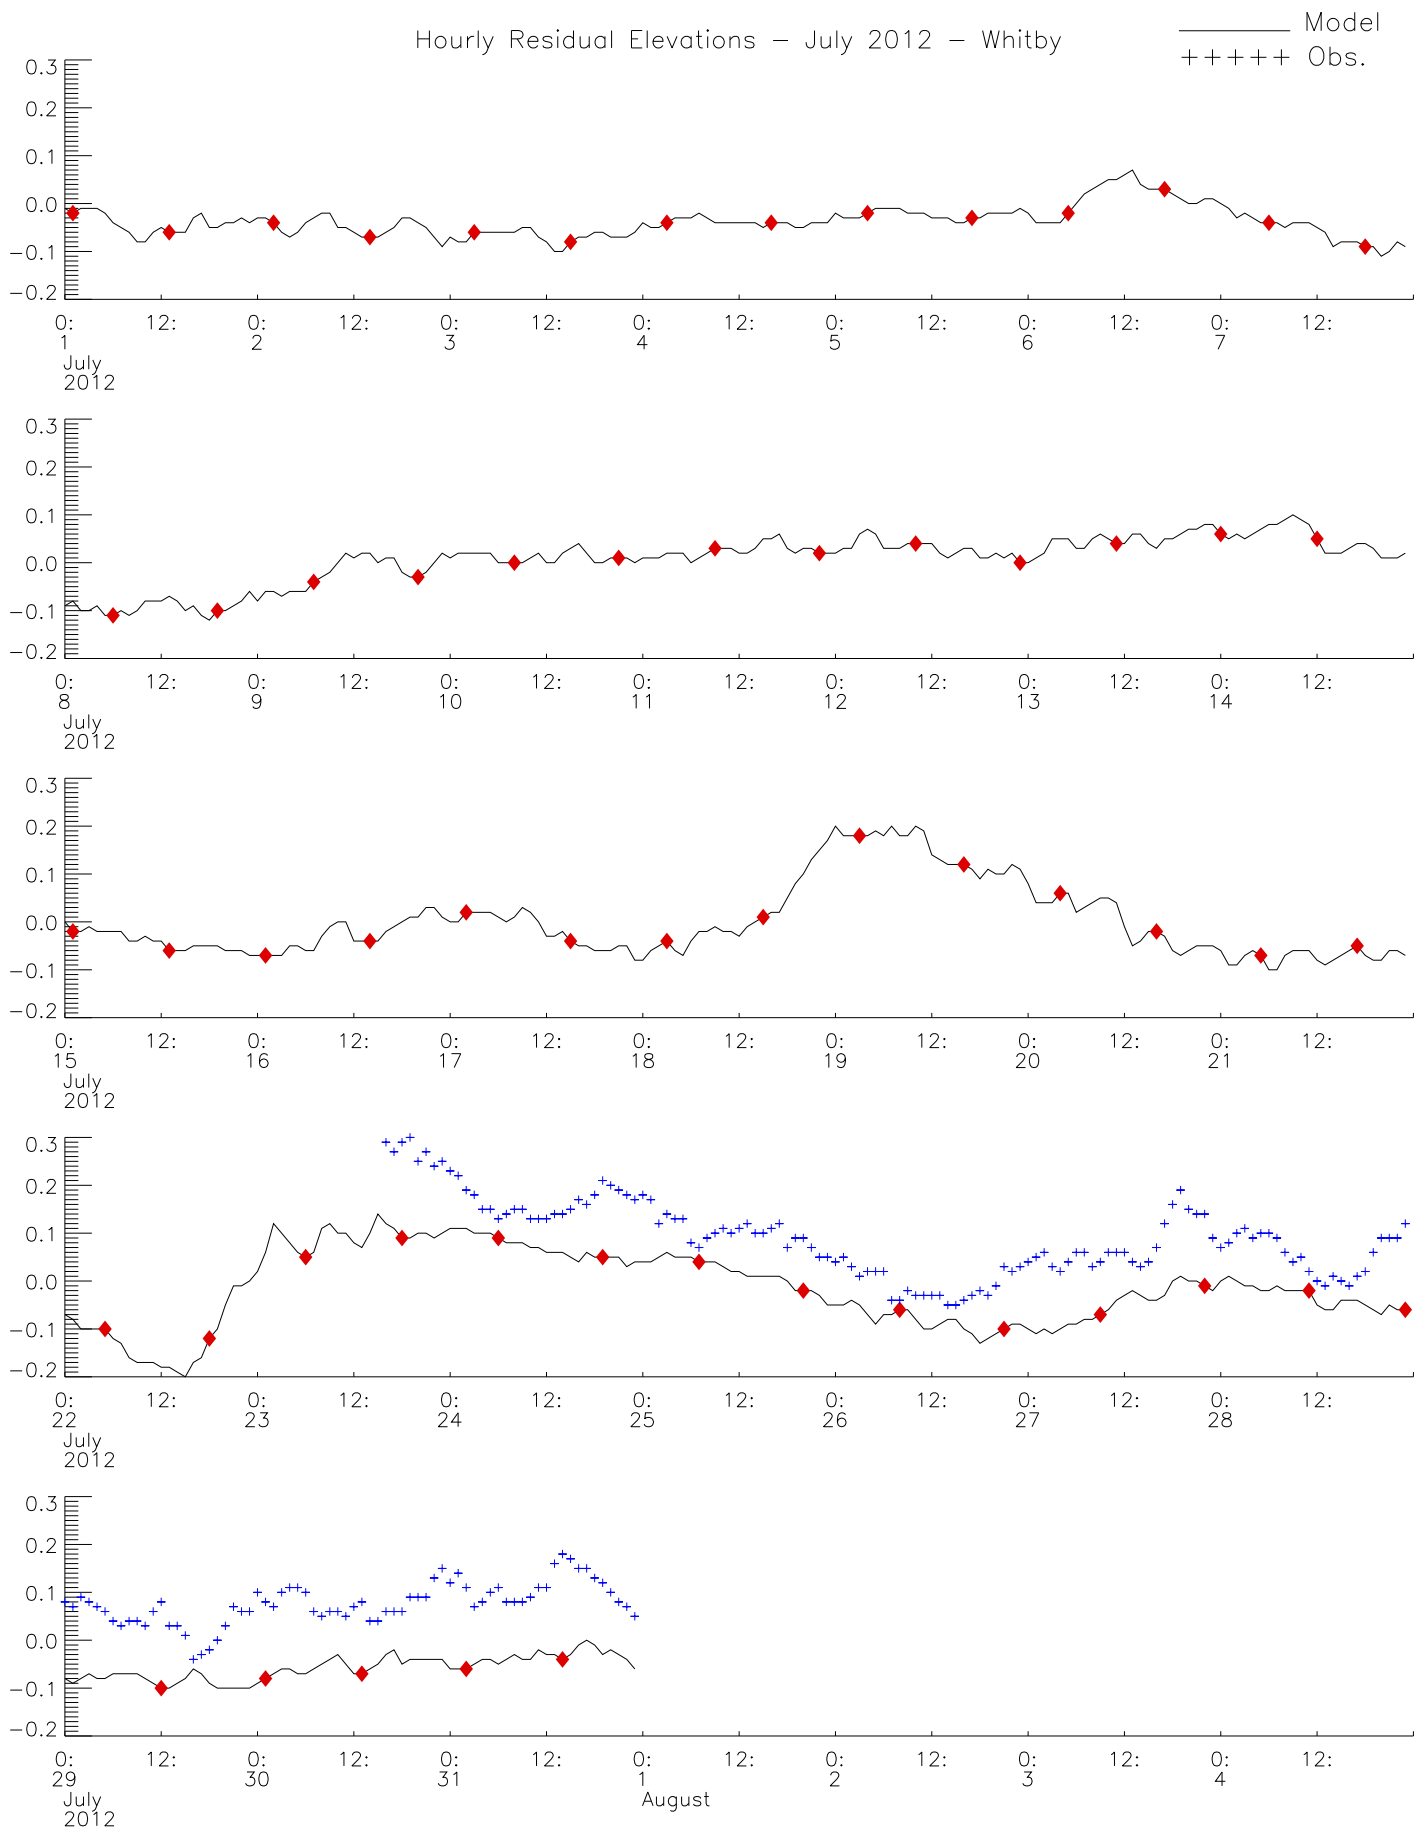 Hourly Residual Elevations – July 2012 – Whitby
Model
+++++ Obs.
0.3
0.2
0.1
0.0
−0.1
−0.2
0: 12: 0: 12: 0: 12: 0: 12: 0: 12: 0: 12: 0: 12:
1 2 3 4 5 6 7
July
2012
0.3
0.2
0.1
0.0
−0.1
−0.2
0: 12: 0: 12: 0: 12: 0: 12: 0: 12: 0: 12: 0: 12:
8 9 10 11 12 13 14
July
2012
0.3
0.2
0.1
0.0
−0.1
−0.2
0: 12: 0: 12: 0: 12: 0: 12: 0: 12: 0: 12: 0: 12:
15 16 17 18 19 20 21
July
2012
0.3
0.2
0.1
0.0
−0.1
−0.2
0: 12: 0: 12: 0: 12: 0: 12: 0: 12: 0: 12: 0: 12:
22 23 24 25 26 27 28
July
2012
0.3
0.2
0.1
0.0
−0.1
−0.2
0: 12: 0: 12: 0: 12: 0: 12: 0: 12: 0: 12: 0: 12:
29 30 31 1 2 3 4
July August
2012